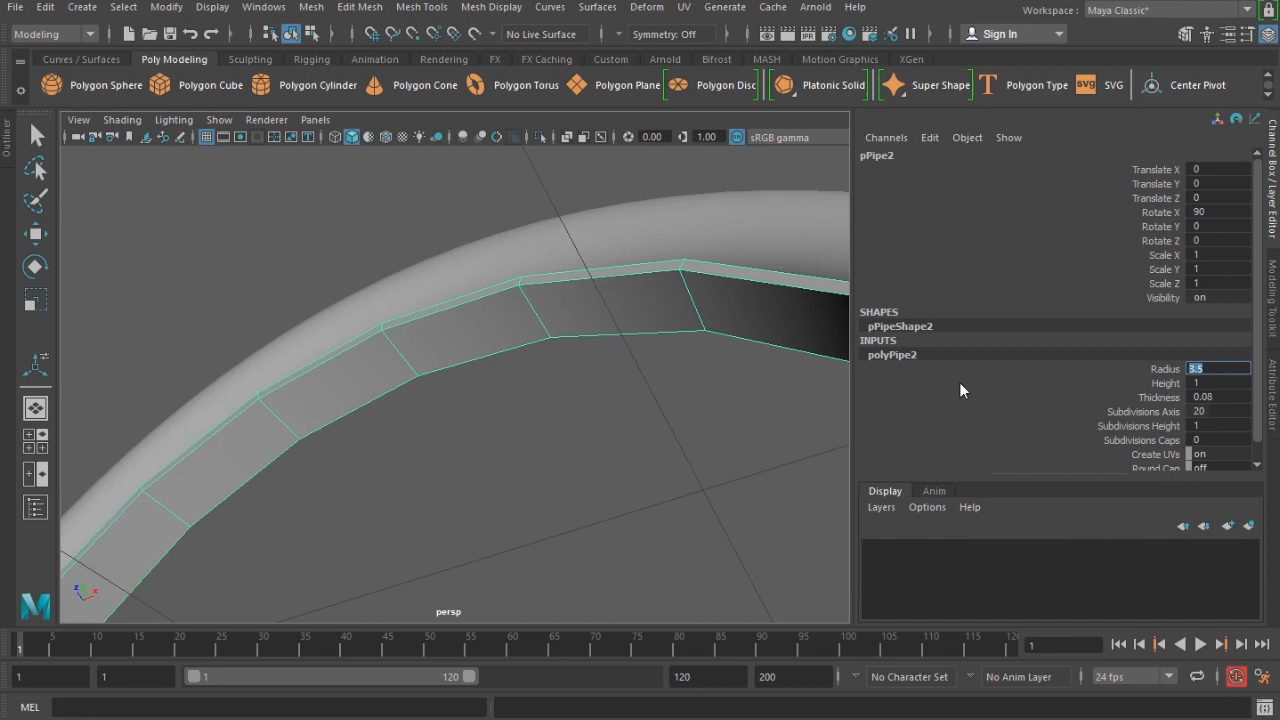 File Edit Create Select Modify Display Windows Mesh Edit Mesh Mesh Tools Mesh Display Curves Surfaces Deform UV Generate Cache Arnold Help
Workspace : Maya Classic*
Modeling No Live Surface Symmetry: Off Sign In
Curves / Surfaces Poly Modeling Sculpting Rigging Animation Rendering FX FX Caching Custom Arnold Bifrost MASH Motion Graphics XGen
Polygon Sphere Polygon Cube Polygon Cylinder Polygon Cone Polygon Torus Polygon Plane Polygon Disc Platonic Solid Super Shape Polygon Type SVG SVG Center Pivot
Outliner
View Shading Lighting Show Renderer Panels
0.00 1.00 sRGB gamma
Channels Edit Object Show
pPipe2
Translate X 0
Translate Y 0
Translate Z 0
Rotate X 90
Rotate Y 0
Rotate Z 0
Scale X 1
Scale Y 1
Scale Z 1
Visibility on
SHAPES
pPipeShape2
INPUTS
polyPipe2
Radius 3.5
Height 1
Thickness 0.08
Subdivisions Axis 20
Subdivisions Height 1
Subdivisions Caps 0
Create UVs on
Round Cap off
Channel Box / Layer Editor
Modeling Toolkit
Attribute Editor
Display Anim
Layers Options Help
z x
persp
1 5 10 15 20 25 30 35 40 45 50 55 60 65 70 75 80 85 90 95 100 105 110 115 120
1
1 1 1 120 120 200 No Character Set No Anim Layer 24 fps
MEL